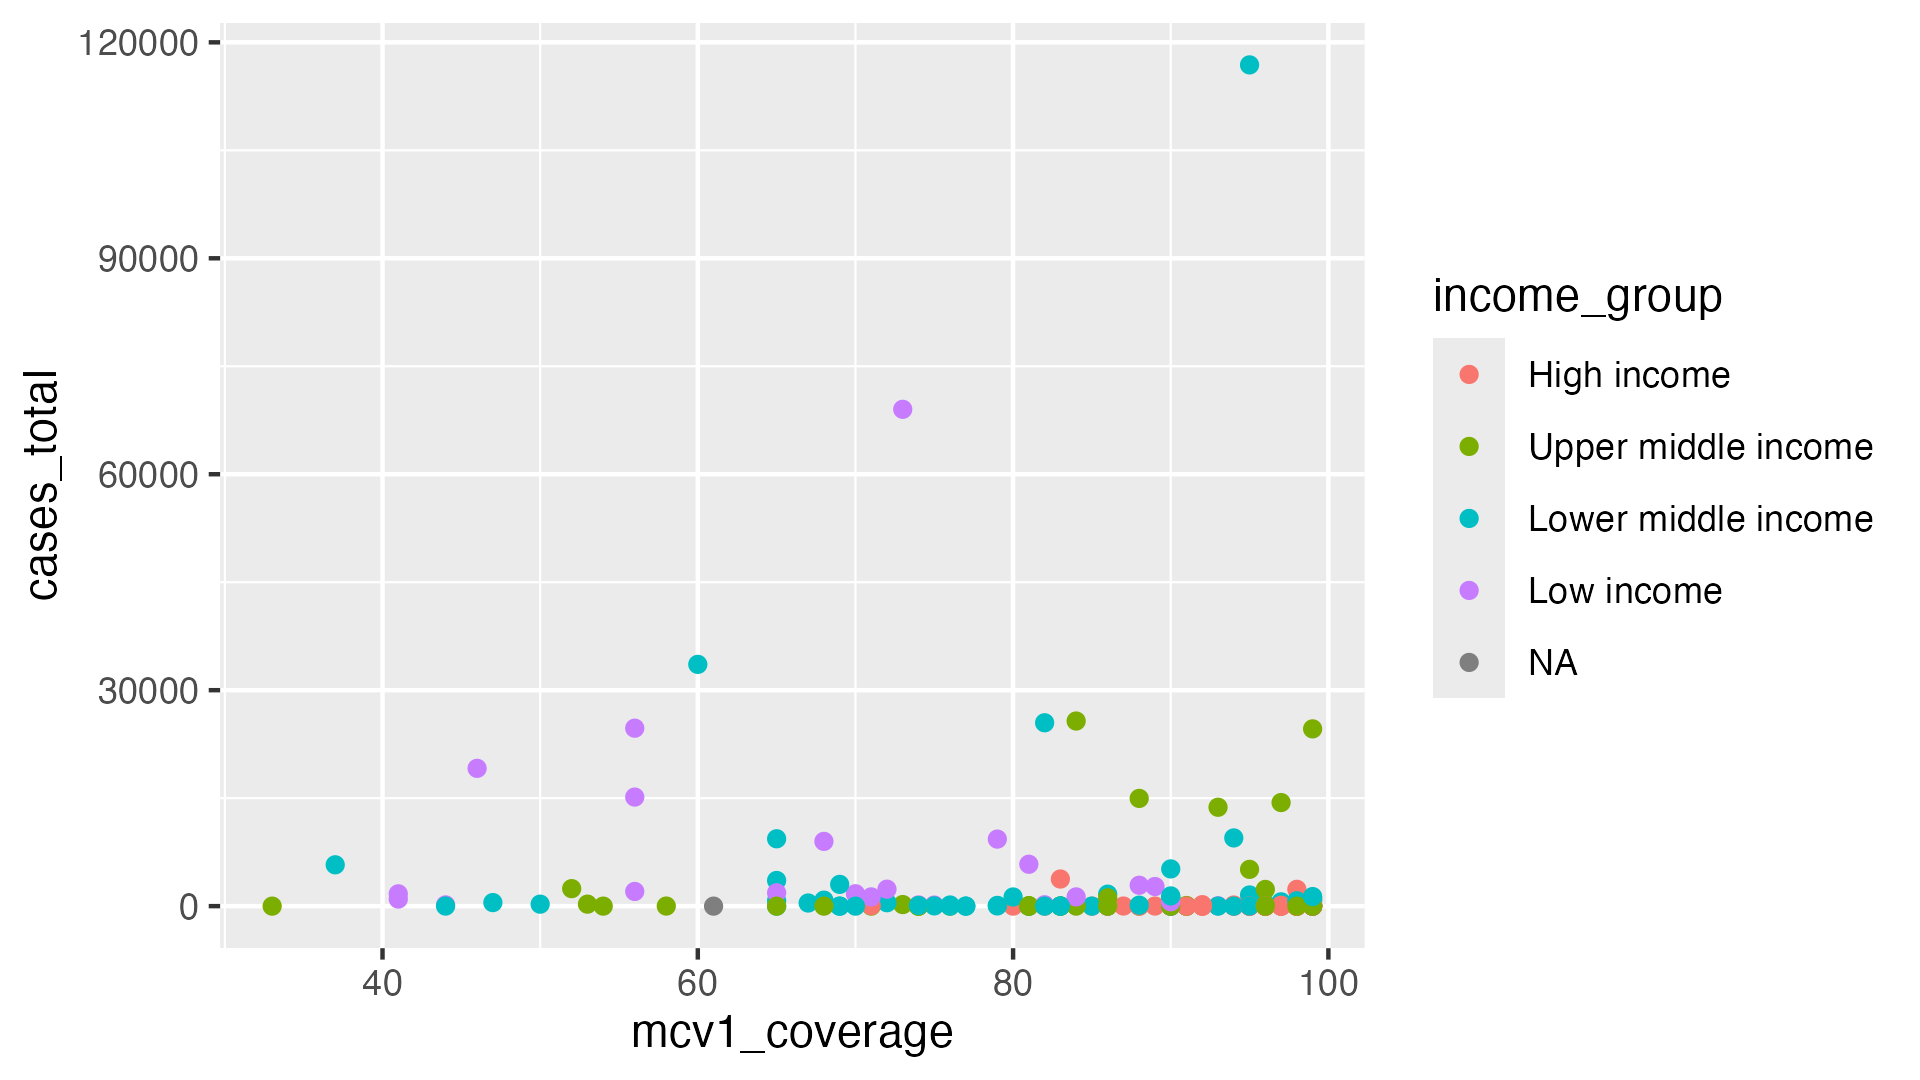 120000
90000
60000
30000
0
cases_total
40 60 80 100
mcv1_coverage
income_group
High income
Upper middle income
Lower middle income
Low income
NA